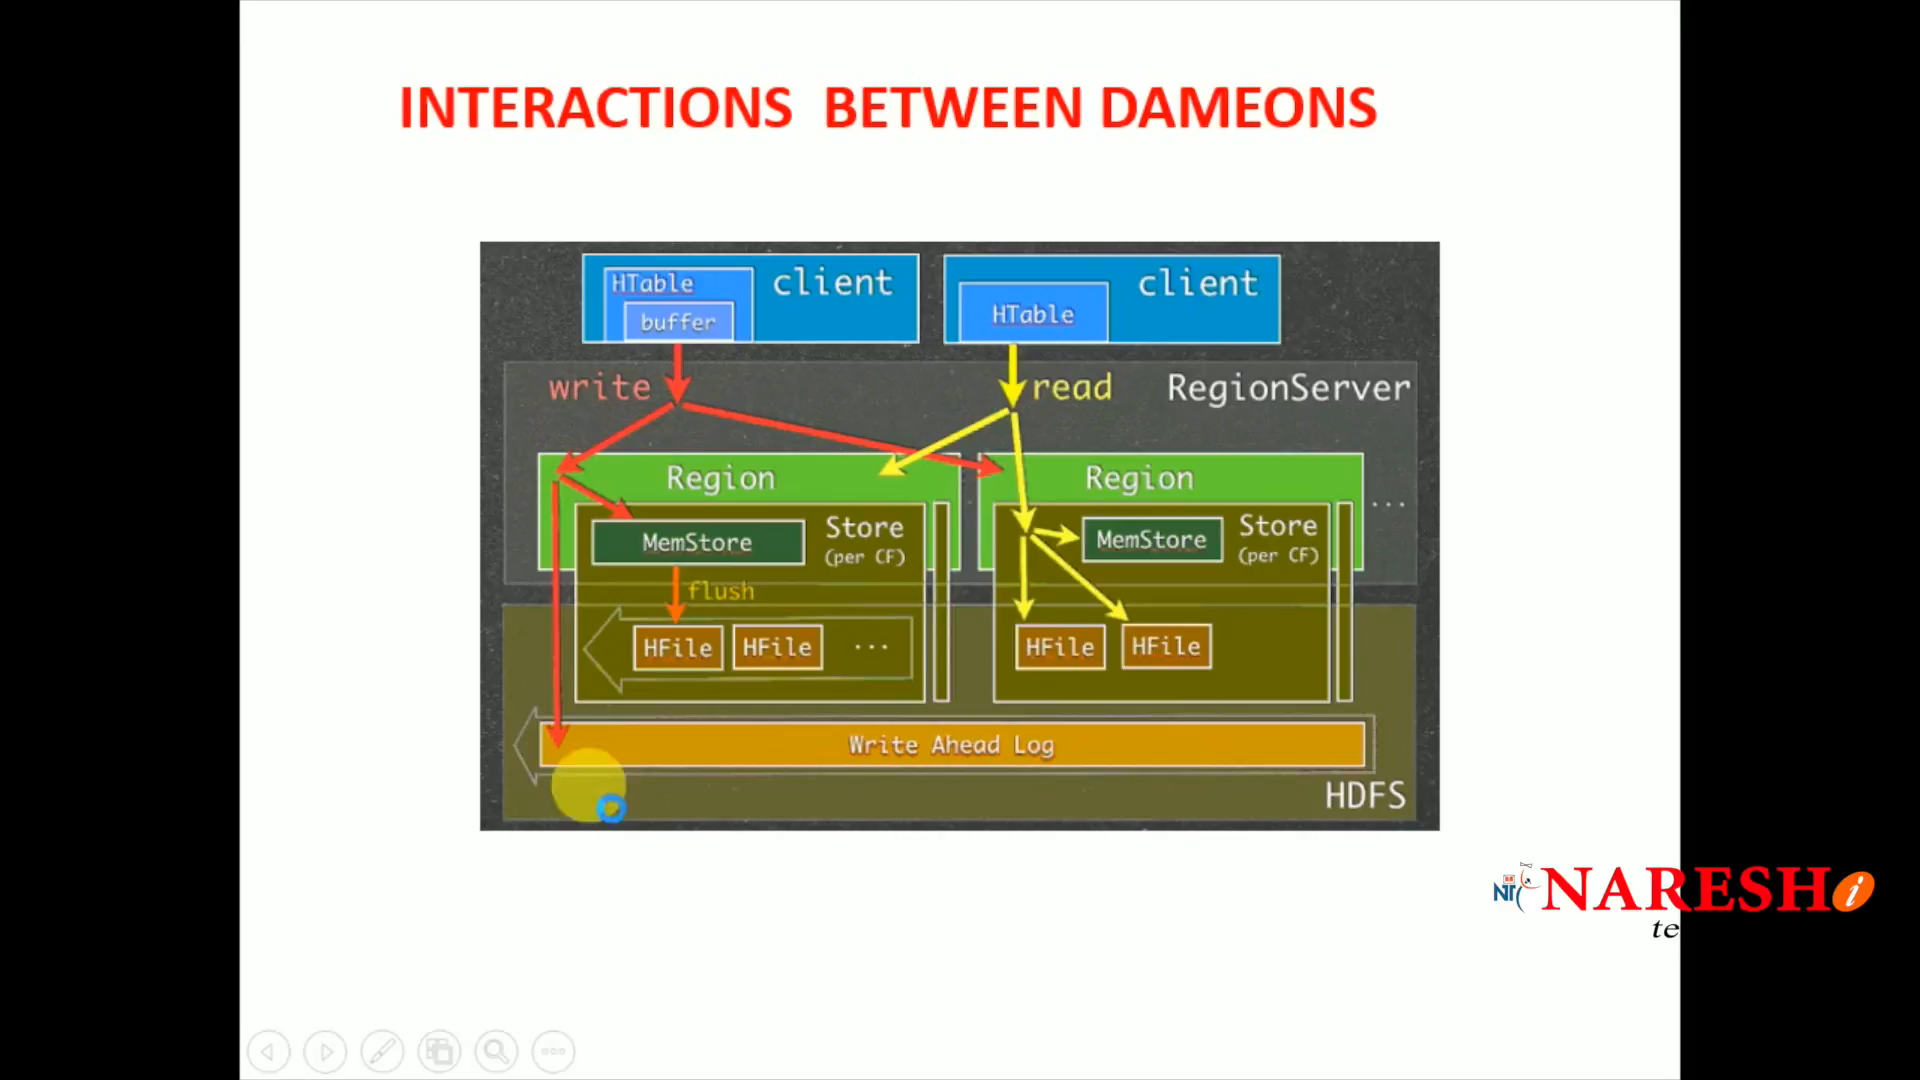 INTERACTIONS BETWEEN DAMEONS
HTable
buffer
client
HTable
client
write
read
RegionServer
Region
Region
MemStore
Store
(per CF)
MemStore
Store
(per CF)
...
flush
HFile
HFile
...
HFile
HFile
Write Ahead Log
HDFS
NT
NARESH i
te